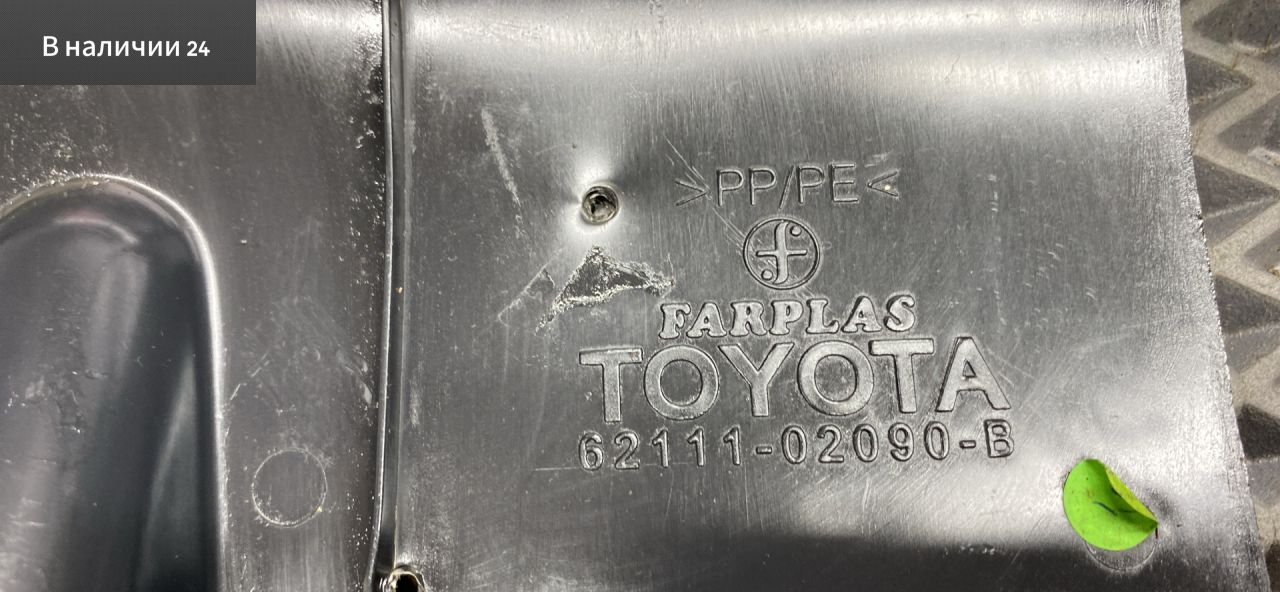 В наличии 24
>PP/PE<
f
FARPLAS
TOYOTA
62111-02090-B